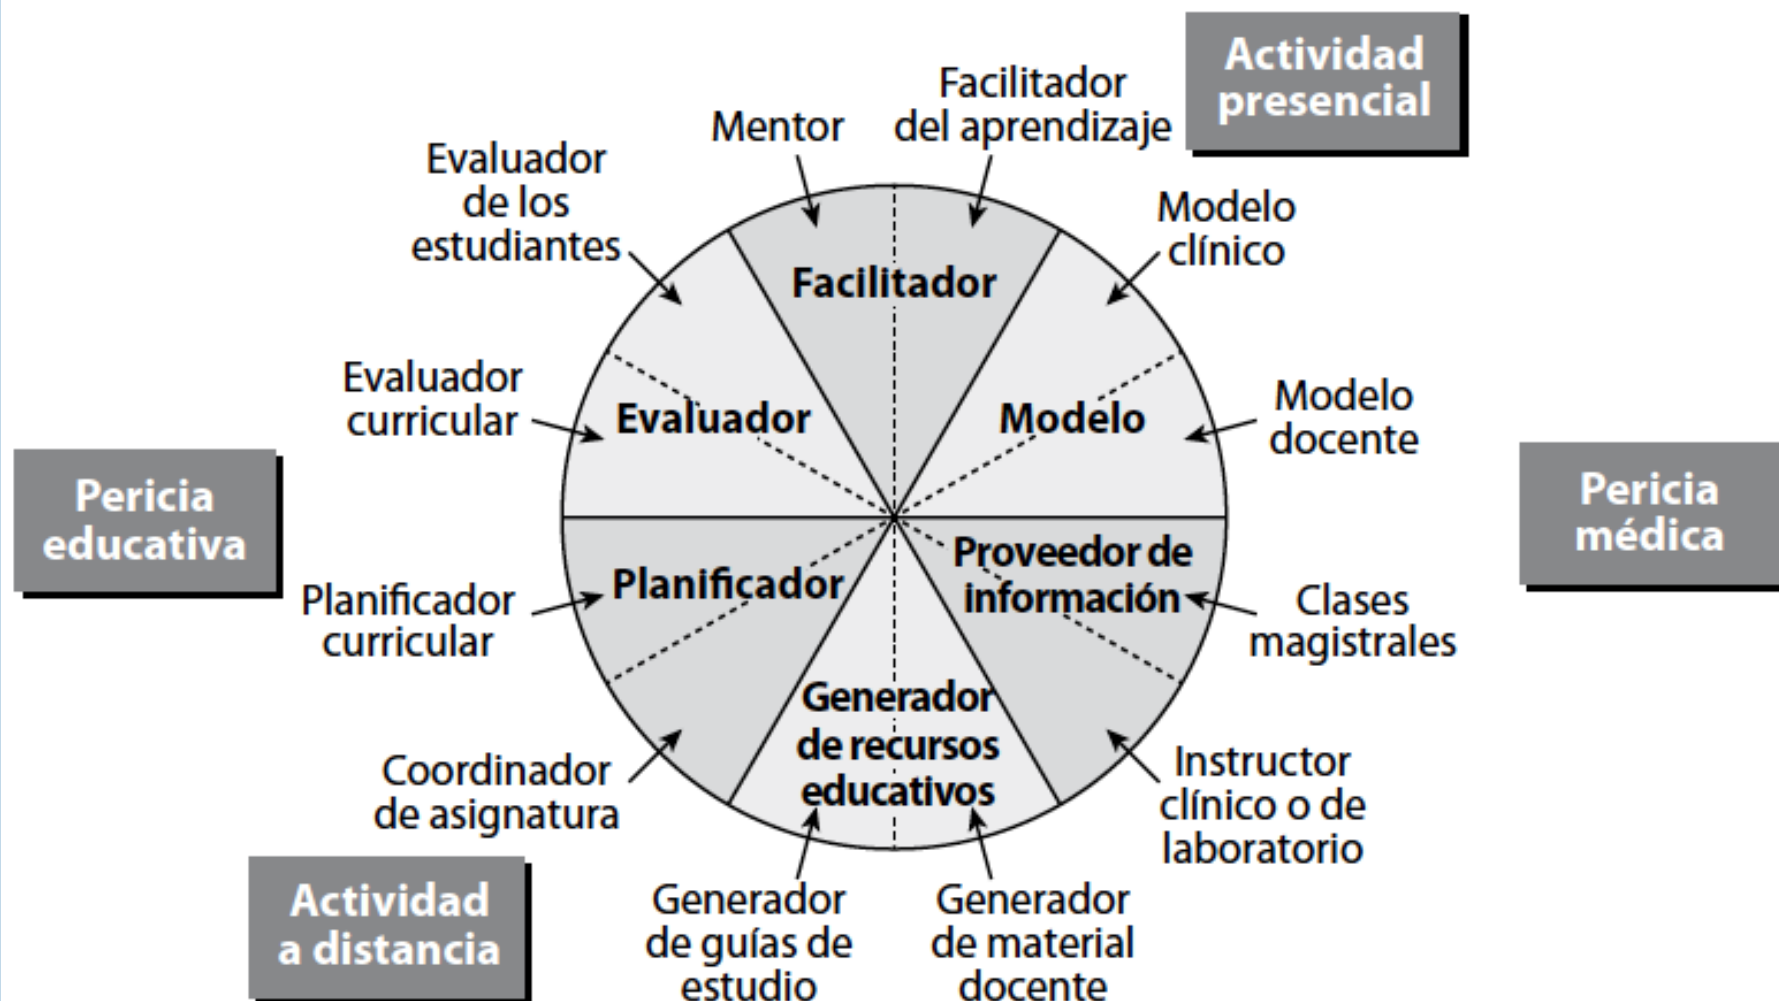 Actividad
presencial
Facilitador
del aprendizaje
Mentor
Evaluador
de los
estudiantes
Modelo
clínico
Facilitador
Evaluador
curricular
Evaluador
Modelo
Modelo
docente
Pericia
educativa
Pericia
médica
Planificador
curricular
Planificador
Proveedor de
información
Clases
magistrales
Generador
de recursos
educativos
Coordinador
de asignatura
Instructor
clínico o de
laboratorio
Actividad
a distancia
Generador
de guías de
estudio
Generador
de material
docente